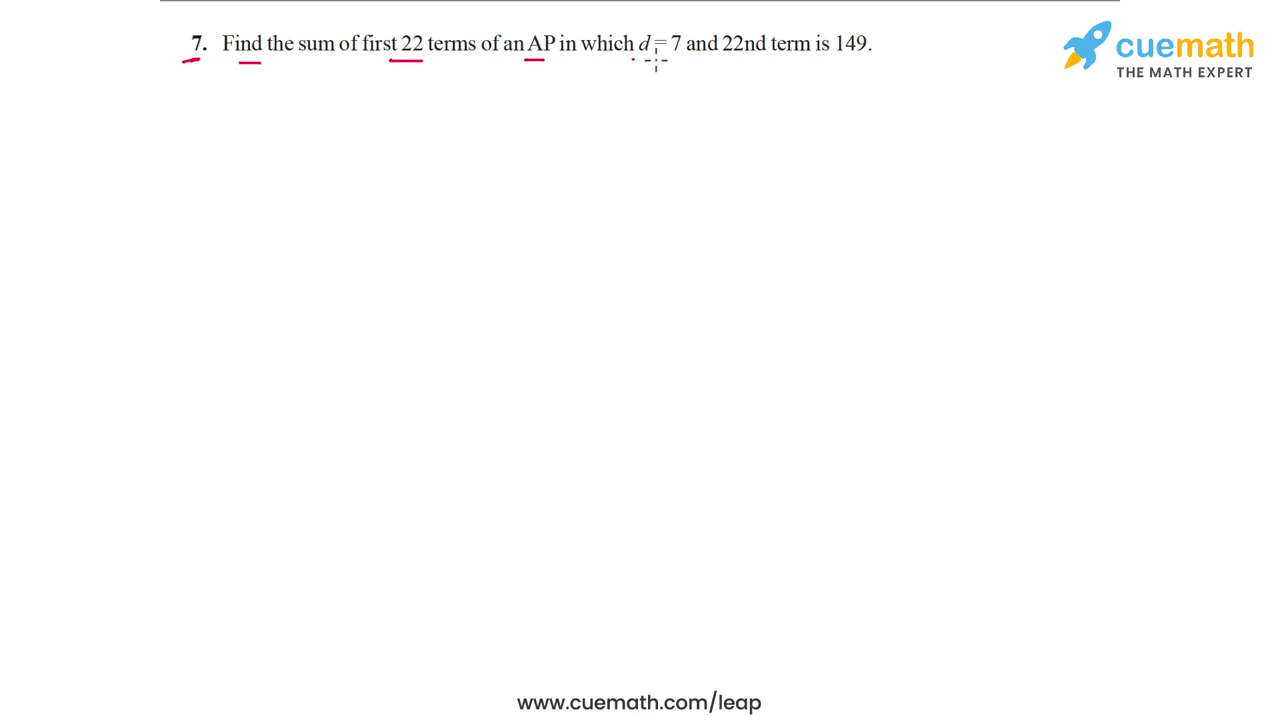 7. Find the sum of first 22 terms of an AP in which d = 7 and 22nd term is 149.
cuemath
THE MATH EXPERT
www.cuemath.com/leap